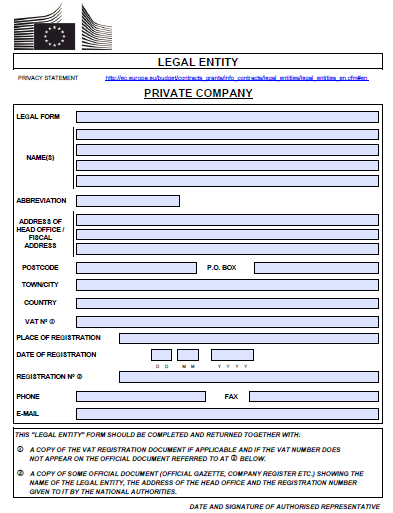 LEGAL ENTITY
PRIVACY STATEMENT http://ec.europa.eu/budget/contracts_grants/info_contracts/legal_entities/legal_entities_en.cfm#en
PRIVATE COMPANY
LEGAL FORM
NAME(S)
ABBREVIATION
ADDRESS OF
HEAD OFFICE /
FISCAL
ADDRESS
POSTCODE P.O. BOX
TOWN/CITY
COUNTRY
VAT Nº ①
PLACE OF REGISTRATION
DATE OF REGISTRATION
D D M M Y Y Y Y
REGISTRATION Nº ②
PHONE FAX
E-MAIL
THIS "LEGAL ENTITY" FORM SHOULD BE COMPLETED AND RETURNED TOGETHER WITH:
① A COPY OF THE VAT REGISTRATION DOCUMENT IF APPLICABLE AND IF THE VAT NUMBER DOES
NOT APPEAR ON THE OFFICIAL DOCUMENT REFERRED TO AT ② BELOW.
② A COPY OF SOME OFFICIAL DOCUMENT (OFFICIAL GAZETTE, COMPANY REGISTER ETC.) SHOWING THE
NAME OF THE LEGAL ENTITY, THE ADDRESS OF THE HEAD OFFICE AND THE REGISTRATION NUMBER
GIVEN TO IT BY THE NATIONAL AUTHORITIES.
DATE AND SIGNATURE OF AUTHORISED REPRESENTATIVE